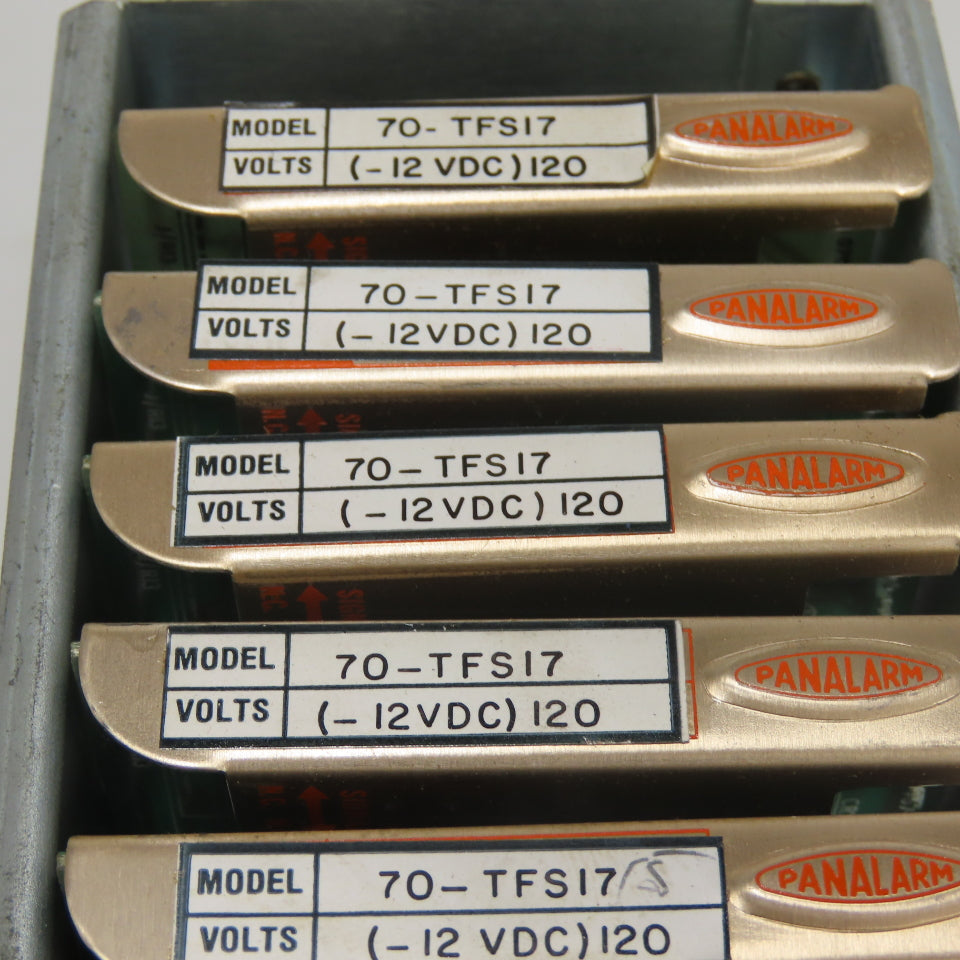 MODEL 70-TFS17 PANALARM
VOLTS (-12 VDC) 120
MODEL 70-TFS17 PANALARM
VOLTS (-12VDC) 120
MODEL 70-TFS17 PANALARM
VOLTS (-12VDC) 120
MODEL 70-TFS17 PANALARM
VOLTS (-12VDC) 120
MODEL 70-TFS17/S PANALARM
VOLTS (-12 VDC) 120